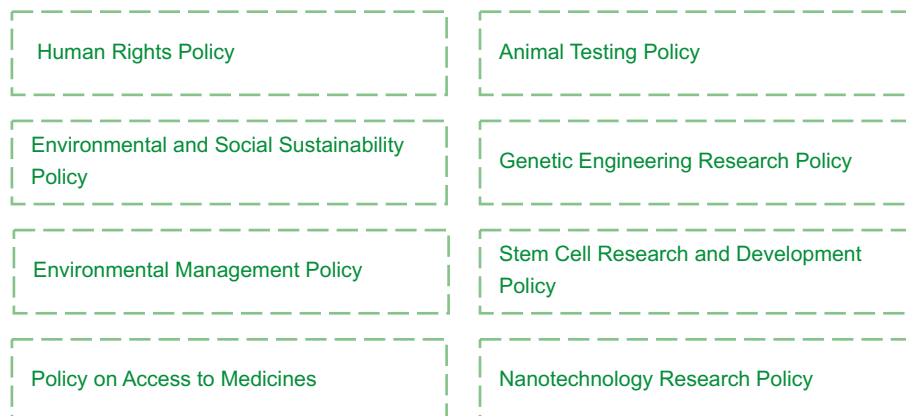 Human Rights Policy
Animal Testing Policy
Environmental and Social Sustainability
Policy
Genetic Engineering Research Policy
Environmental Management Policy
Stem Cell Research and Development
Policy
Policy on Access to Medicines
Nanotechnology Research Policy